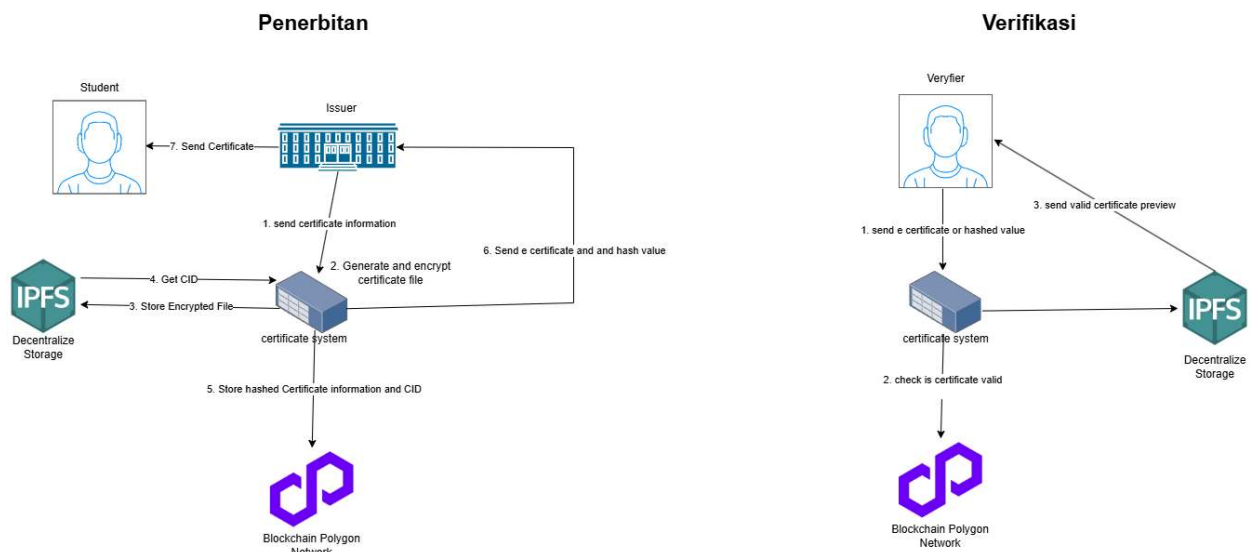 Penerbitan
Student
Issuer
7. Send Certificate
1. send certificate information
6. Send e certificate and and hash value
2. Generate and encrypt
certificate file
4. Get CID
IPFS
3. Store Encrypted File
Decentralize
Storage
certificate system
5. Store hashed Certificate information and CID
Blockchain Polygon
Network
Verifikasi
Veryfier
3. send valid certificate preview
1. send e certificate or hashed value
IPFS
certificate system
Decentralize
Storage
2. check is certificate valid
Blockchain Polygon
Network